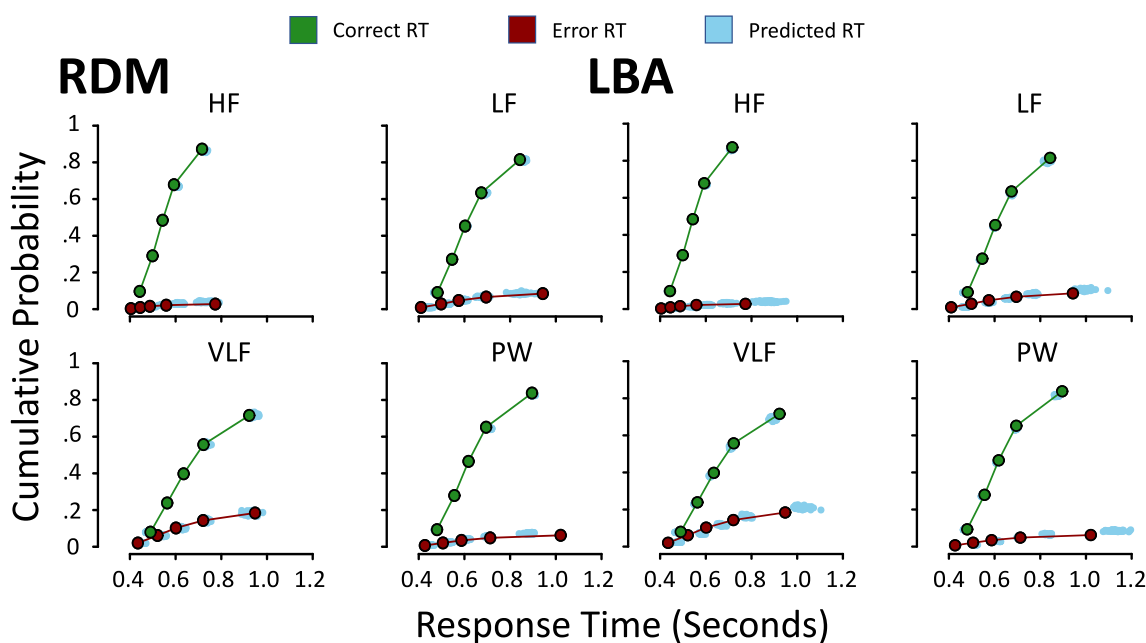 Correct RT Error RT Predicted RT
RDM LBA
HF LF HF LF
1
.8
.6
.4
.2
0
VLF PW VLF PW
1
.8
.6
.4
.2
0
0.4 0.6 0.8 1.0 1.2 0.4 0.6 0.8 1.0 1.2 0.4 0.6 0.8 1.0 1.2 0.4 0.6 0.8 1.0 1.2
Cumulative Probability
Response Time (Seconds)